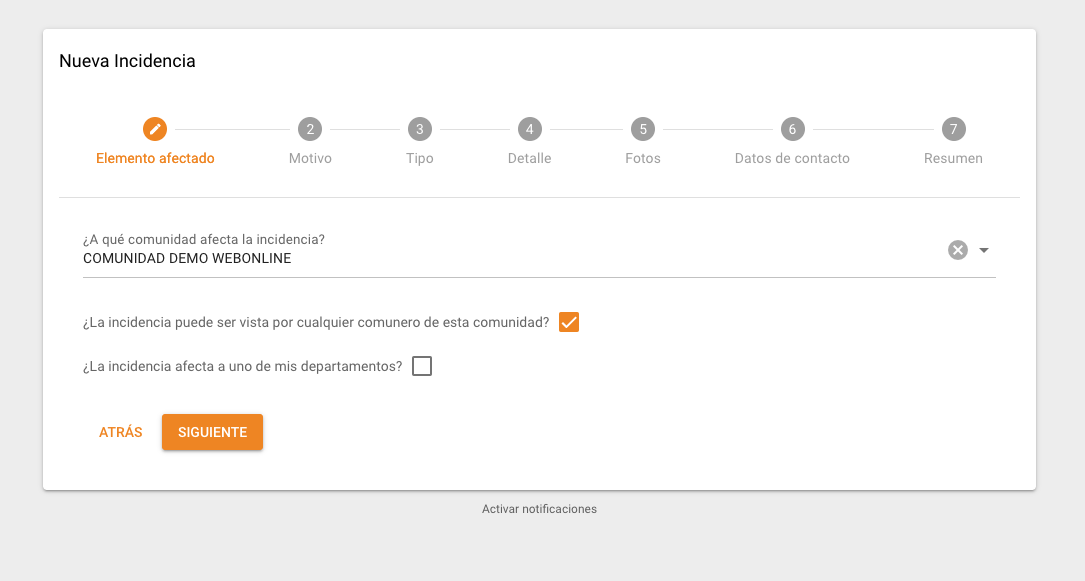 Nueva Incidencia
2 3 4 5 6 7
Elemento afectado Motivo Tipo Detalle Fotos Datos de contacto Resumen
¿A qué comunidad afecta la incidencia?
COMUNIDAD DEMO WEBONLINE
¿La incidencia puede ser vista por cualquier comunero de esta comunidad?
¿La incidencia afecta a uno de mis departamentos?
ATRÁS SIGUIENTE
Activar notificaciones